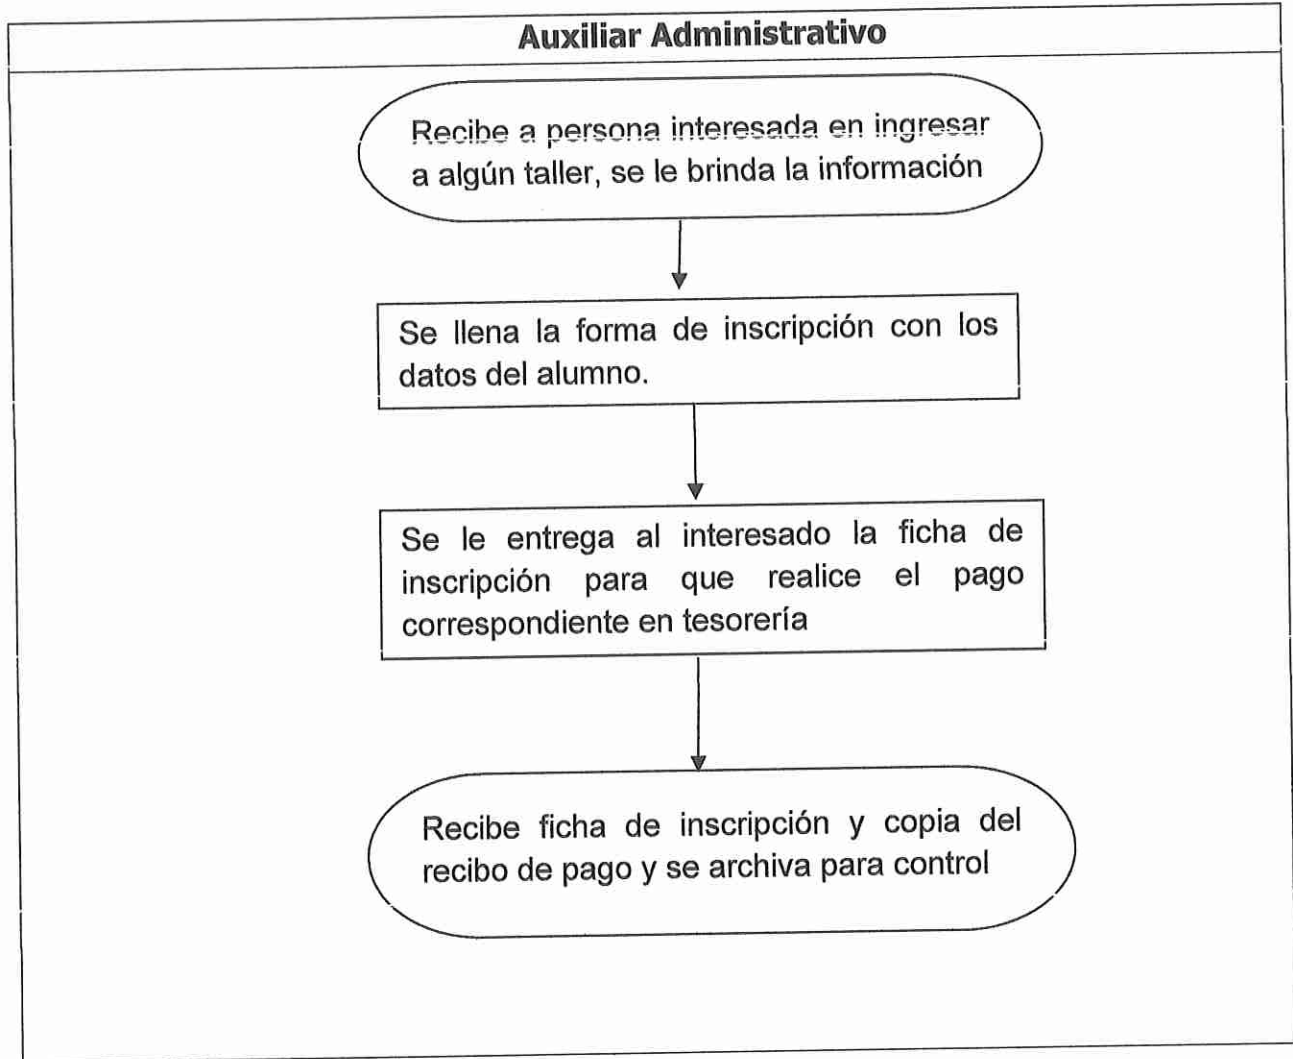 Auxiliar Administrativo
Recibe a persona interesada en ingresar
a algún taller, se le brinda la información
Se llena la forma de inscripción con los
datos del alumno.
Se le entrega al interesado la ficha de
inscripción para que realice el pago
correspondiente en tesorería
Recibe ficha de inscripción y copia del
recibo de pago y se archiva para control